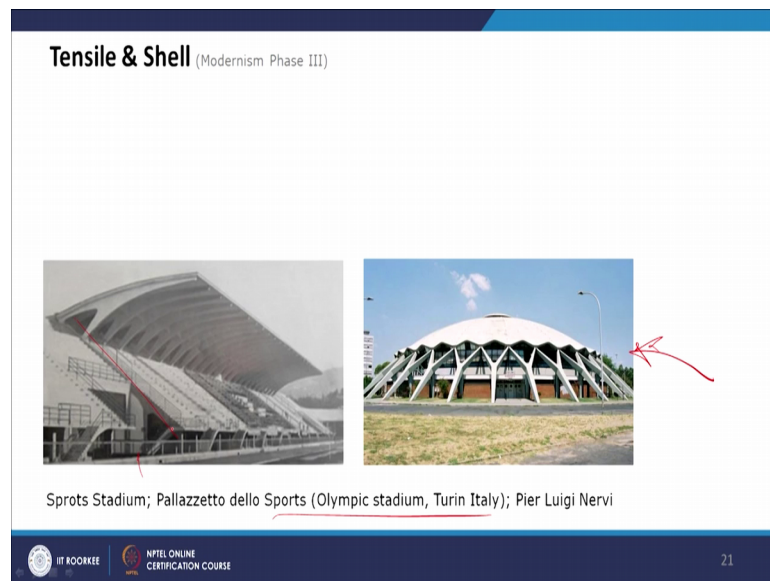 Tensile & Shell (Modernism Phase III)
Sprots Stadium; Pallazzetto dello Sports (Olympic stadium, Turin Italy); Pier Luigi Nervi
IIT ROORKEE
NPTEL ONLINE
CERTIFICATION COURSE
21